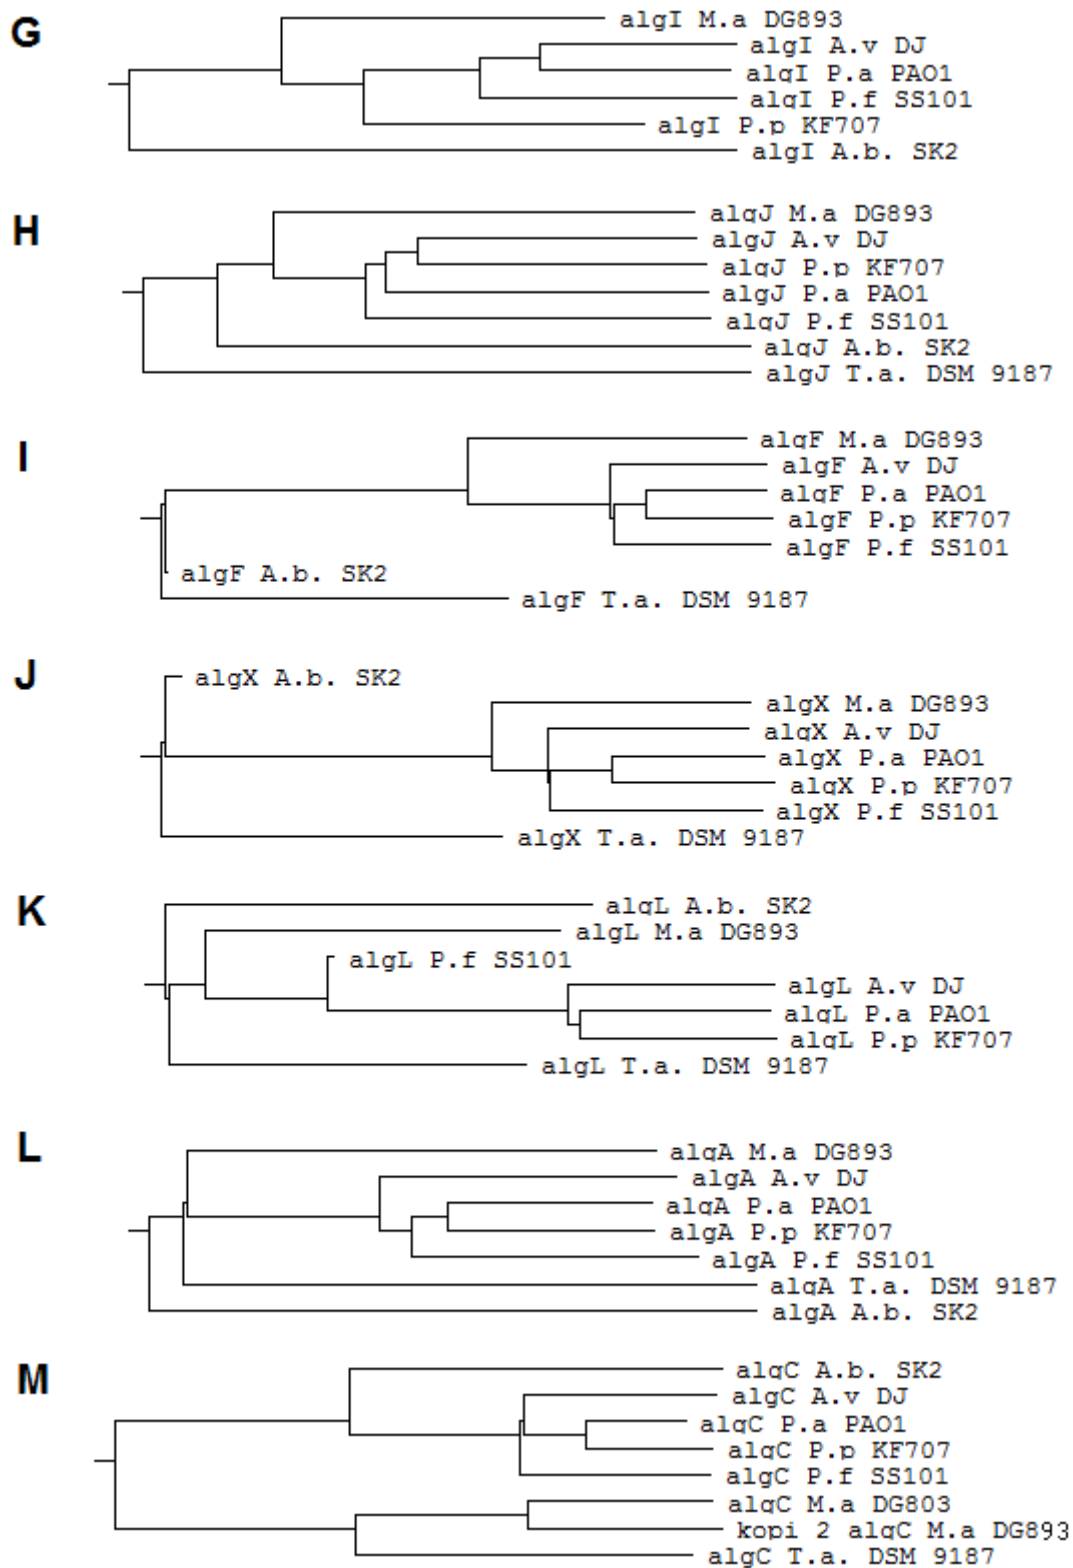 G
algI M.a DG893
algI A.v DJ
algI P.a PAO1
algI P.f SS101
algI P.p KF707
algI A.b. SK2
H
algJ M.a DG893
algJ A.v DJ
algJ P.p KF707
algJ P.a PAO1
algJ P.f SS101
algJ A.b. SK2
algJ T.a. DSM 9187
I
algF M.a DG893
algF A.v DJ
algF P.a PAO1
algF P.p KF707
algF P.f SS101
algF A.b. SK2
algF T.a. DSM 9187
J
algX A.b. SK2
algX M.a DG893
algX A.v DJ
algX P.a PAO1
algX P.p KF707
algX P.f SS101
algX T.a. DSM 9187
K
algL A.b. SK2
algL M.a DG893
algL P.f SS101
algL A.v DJ
algL P.a PAO1
algL P.p KF707
algL T.a. DSM 9187
L
algA M.a DG893
algA A.v DJ
algA P.a PAO1
algA P.p KF707
algA P.f SS101
algA T.a. DSM 9187
algA A.b. SK2
M
algC A.b. SK2
algC A.v DJ
algC P.a PAO1
algC P.p KF707
algC P.f SS101
algC M.a DG803
kopi 2 algC M.a DG893
algC T.a. DSM 9187